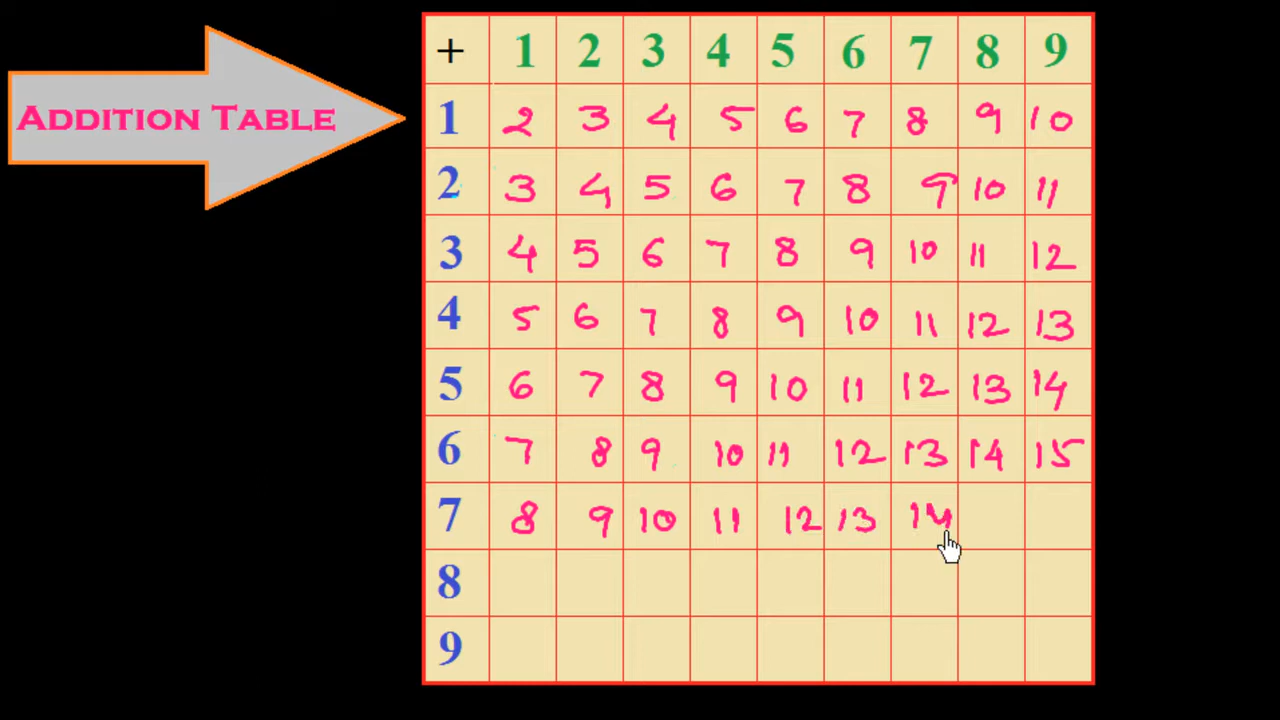 Addition Table
+ 1 2 3 4 5 6 7 8 9
1 2 3 4 5 6 7 8 9 10
2 3 4 5 6 7 8 9 10 11
3 4 5 6 7 8 9 10 11 12
4 5 6 7 8 9 10 11 12 13
5 6 7 8 9 10 11 12 13 14
6 7 8 9 10 11 12 13 14 15
7 8 9 10 11 12 13 14
8
9